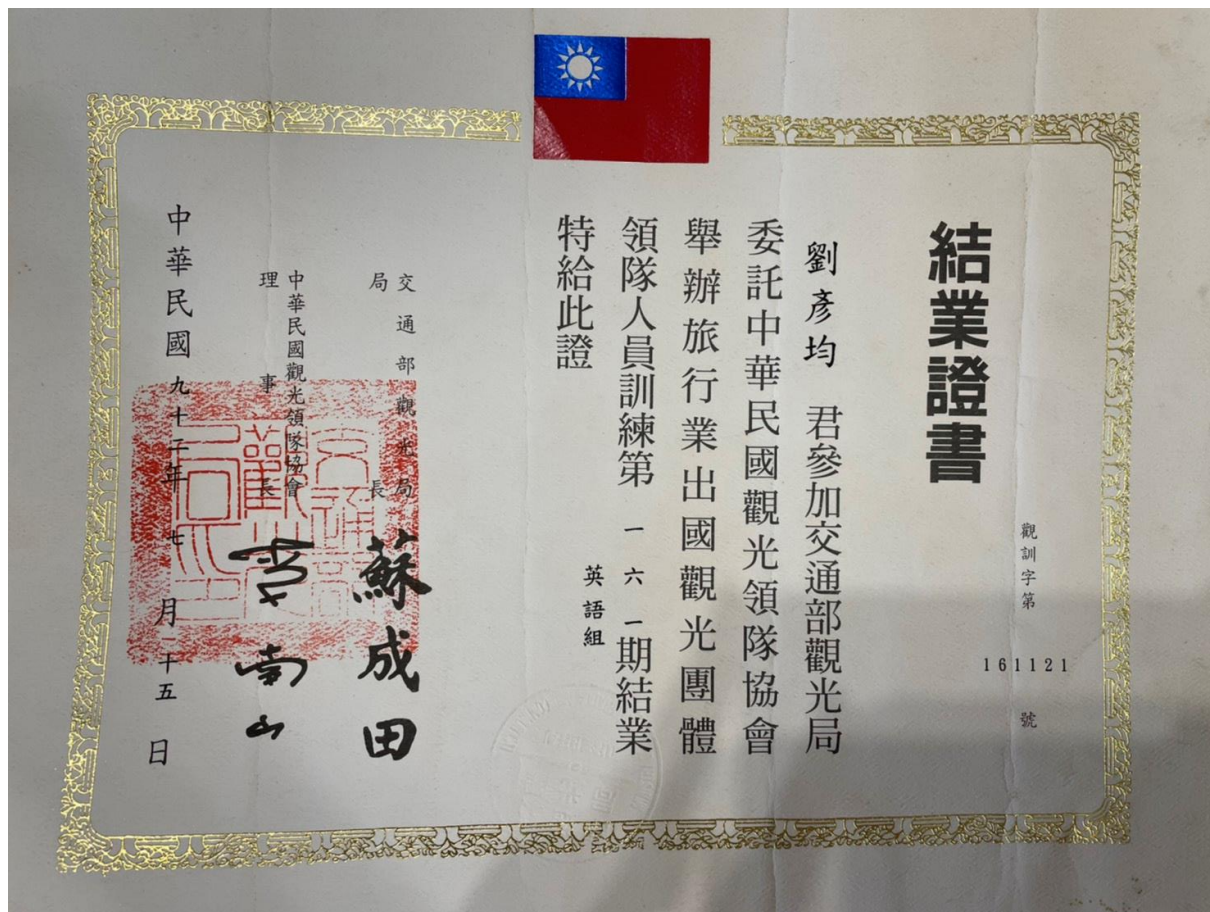 結業證書
觀訓字第 161121 號
劉彥均 君參加交通部觀光局
委託中華民國觀光領隊協會
舉辦旅行業出國觀光團體
領隊人員訓練第一六一期結業
英語組
特給此證
交通部觀光局
局長 蘇成田
中華民國觀光領隊協會
理事長
南山
中華民國九十二年七月二十五日